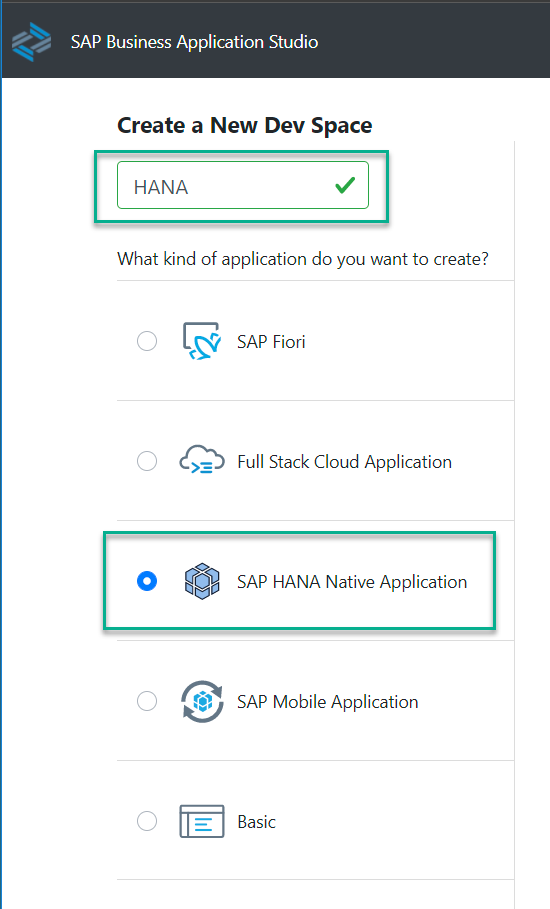 SAP Business Application Studio
Create a New Dev Space
HANA
What kind of application do you want to create?
SAP Fiori
Full Stack Cloud Application
SAP HANA Native Application
SAP Mobile Application
Basic